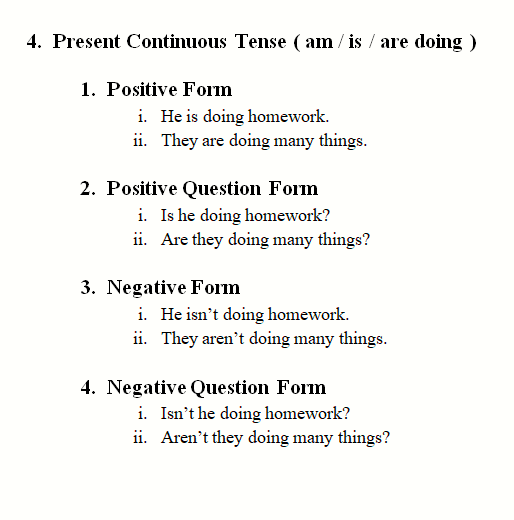 4. Present Continuous Tense ( am / is / are doing )
1. Positive Form
i. He is doing homework.
ii. They are doing many things.
2. Positive Question Form
i. Is he doing homework?
ii. Are they doing many things?
3. Negative Form
i. He isn’t doing homework.
ii. They aren’t doing many things.
4. Negative Question Form
i. Isn’t he doing homework?
ii. Aren’t they doing many things?